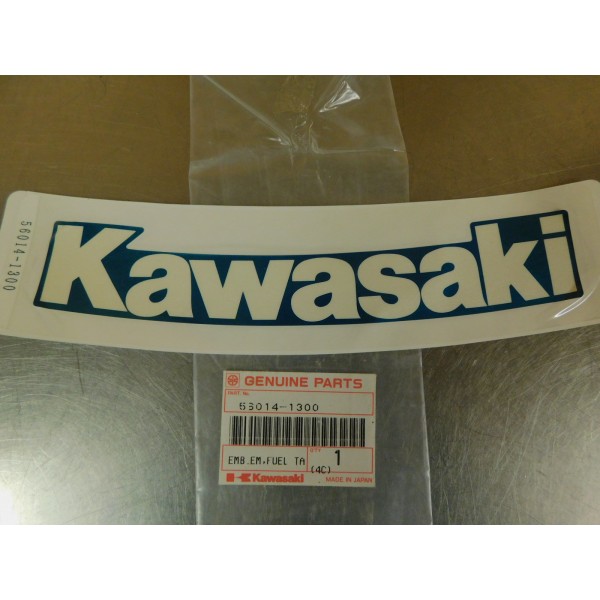 56014-1300
Kawasaki
GENUINE PARTS
PART No.
56014-1300
EMB.EM,FUEL TA
QTY
1
(4C)
Kawasaki
MADE IN JAPAN